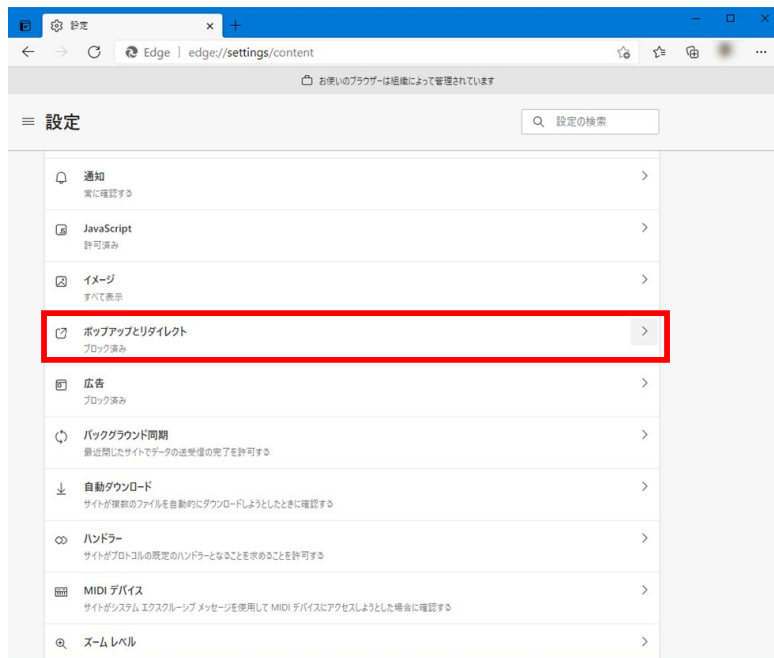 設定
Edge | edge://settings/content
お使いのブラウザーは組織によって管理されています
設定
設定の検索
通知
常に確認する
JavaScript
許可済み
イメージ
すべて表示
ポップアップとリダイレクト
ブロック済み
広告
ブロック済み
バックグラウンド同期
最近閉じたサイトでデータの送受信の完了を許可する
自動ダウンロード
サイトが複数のファイルを自動的にダウンロードしようとしたときに確認する
ハンドラー
サイトがプロトコルの既定のハンドラーとなることを求めることを許可する
MIDI デバイス
サイトがシステム エクスクルーシブ メッセージを使用して MIDI デバイスにアクセスしようとした場合に確認する
ズーム レベル